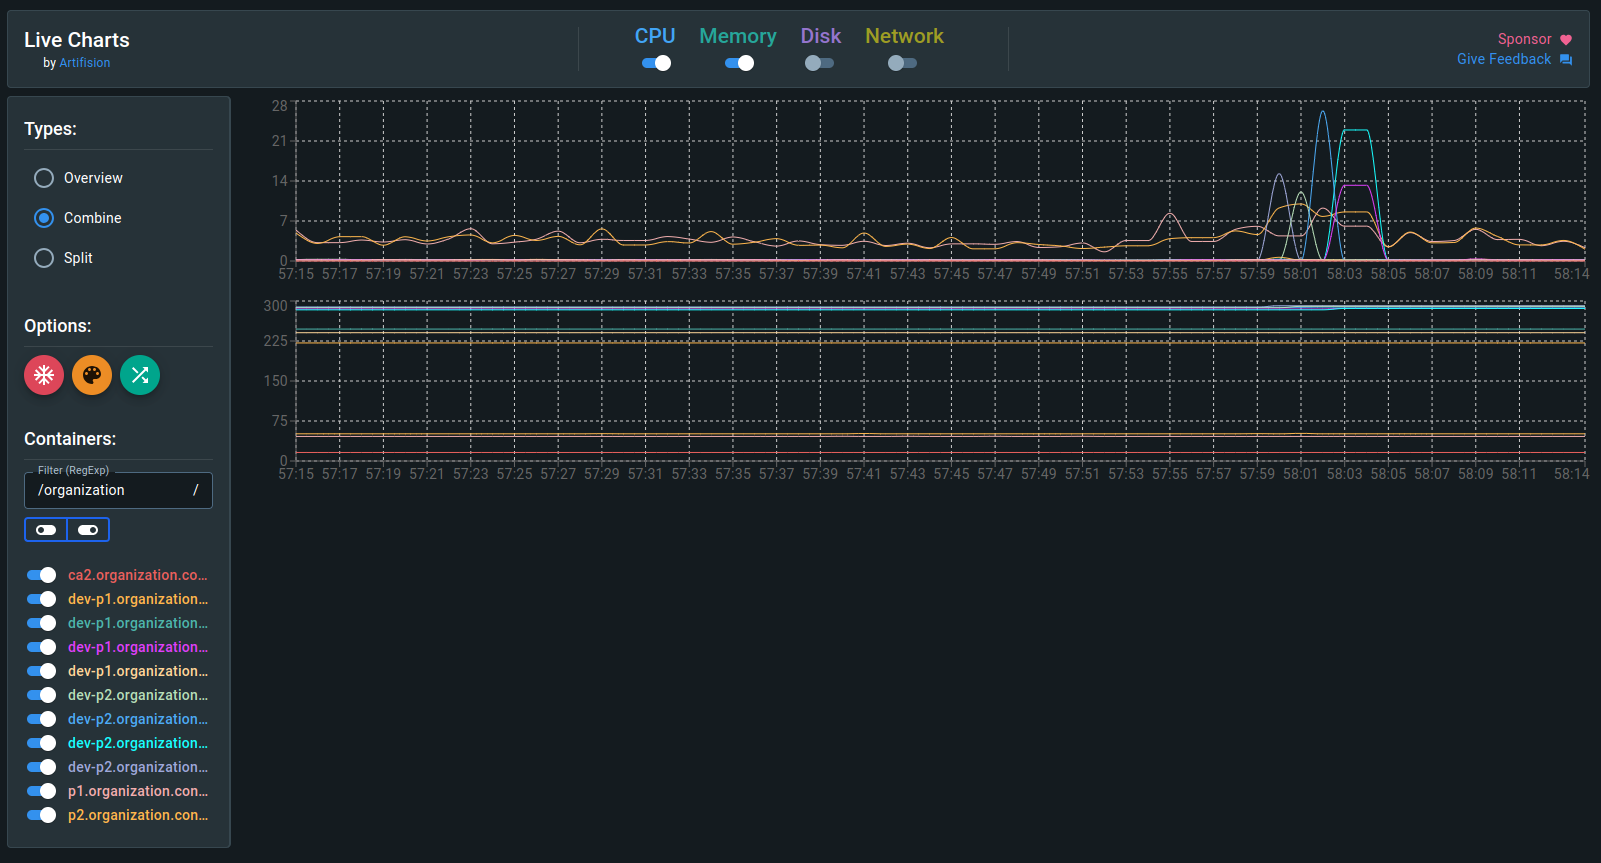 Live Charts
by Artifision
CPU Memory Disk Network
Sponsor
Give Feedback
Types:
Overview
Combine
Split
Options:
Containers:
Filter (RegExp)
/organization /
ca2.organization.co...
dev-p1.organization...
dev-p1.organization...
dev-p1.organization...
dev-p1.organization...
dev-p2.organization...
dev-p2.organization...
dev-p2.organization...
dev-p2.organization...
p1.organization.con...
p2.organization.con...
28
21
14
7
0
57:15 57:17 57:19 57:21 57:23 57:25 57:27 57:29 57:31 57:33 57:35 57:37 57:39 57:41 57:43 57:45 57:47 57:49 57:51 57:53 57:55 57:57 57:59 58:01 58:03 58:05 58:07 58:09 58:11 58:14
300
225
150
75
0
57:15 57:17 57:19 57:21 57:23 57:25 57:27 57:29 57:31 57:33 57:35 57:37 57:39 57:41 57:43 57:45 57:47 57:49 57:51 57:53 57:55 57:57 57:59 58:01 58:03 58:05 58:07 58:09 58:11 58:14